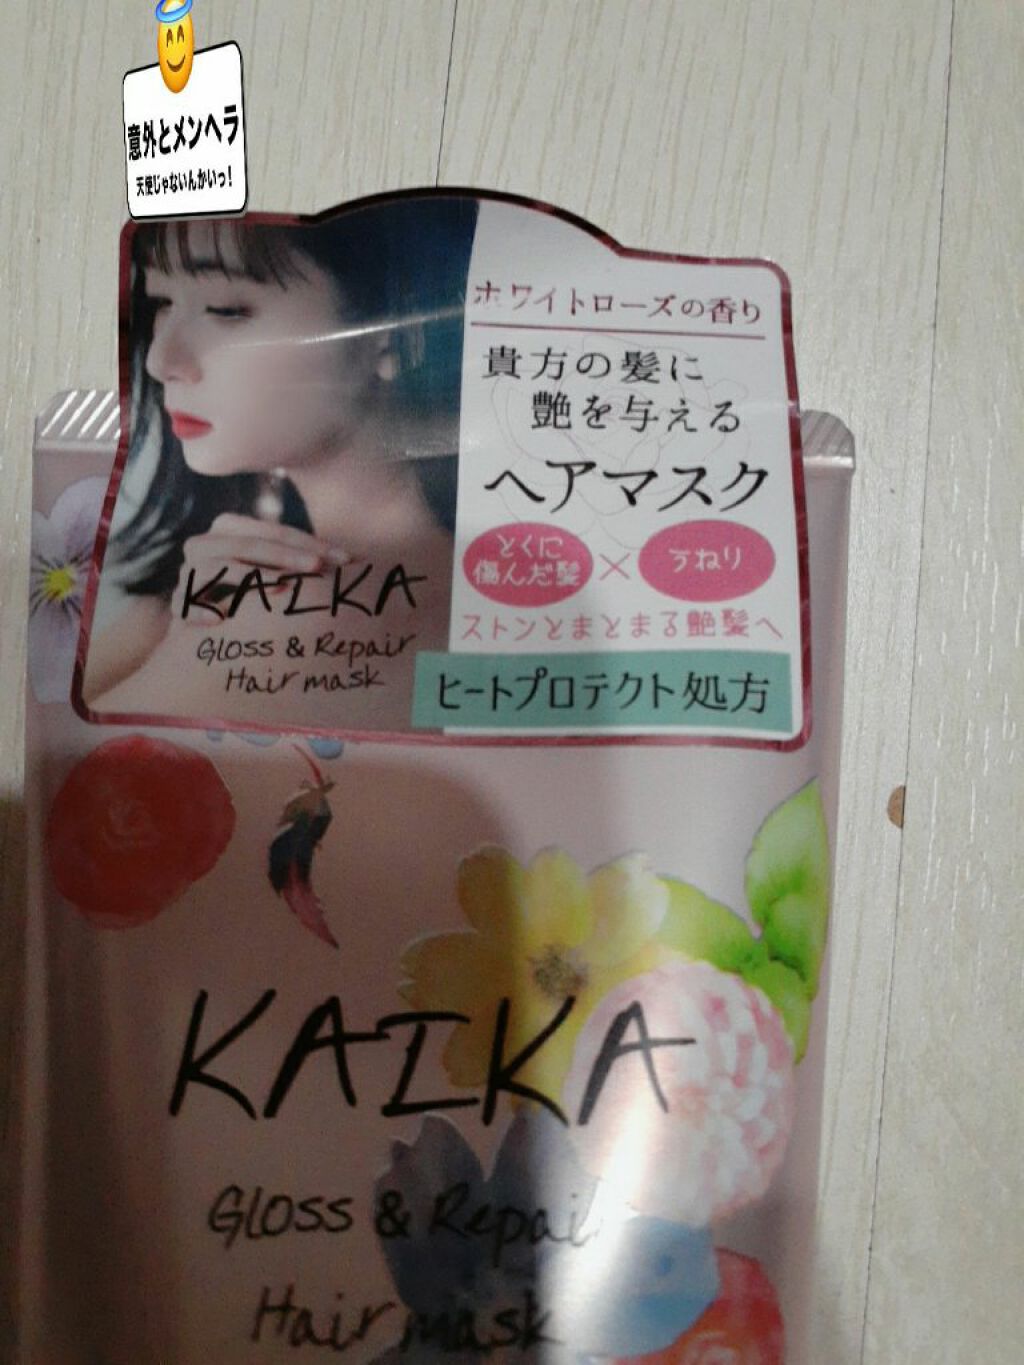 意外とメンヘラ
天使じゃないんかいっ!
ホワイトローズの香り
貴方の髪に
艶を与える
ヘアマスク
とくに
傷んだ髪
×
うねり
ストンとまとまる艶髪へ
ヒートプロテクト処方
KAIKA
Gloss & Repair
Hair mask
KAIKA
Gloss & Repair
Hair mask